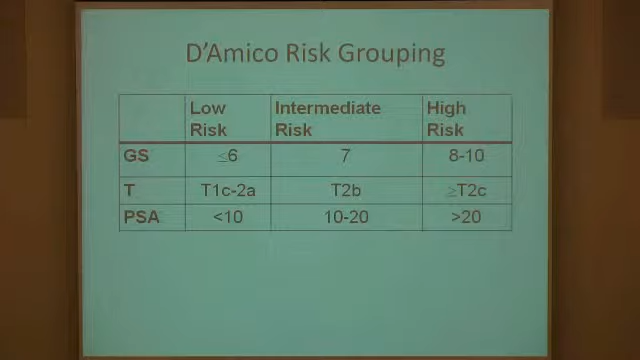 D'Amico Risk Grouping
Low Risk Intermediate Risk High Risk
GS ≤6 7 8-10
T T1c-2a T2b ≥T2c
PSA <10 10-20 >20